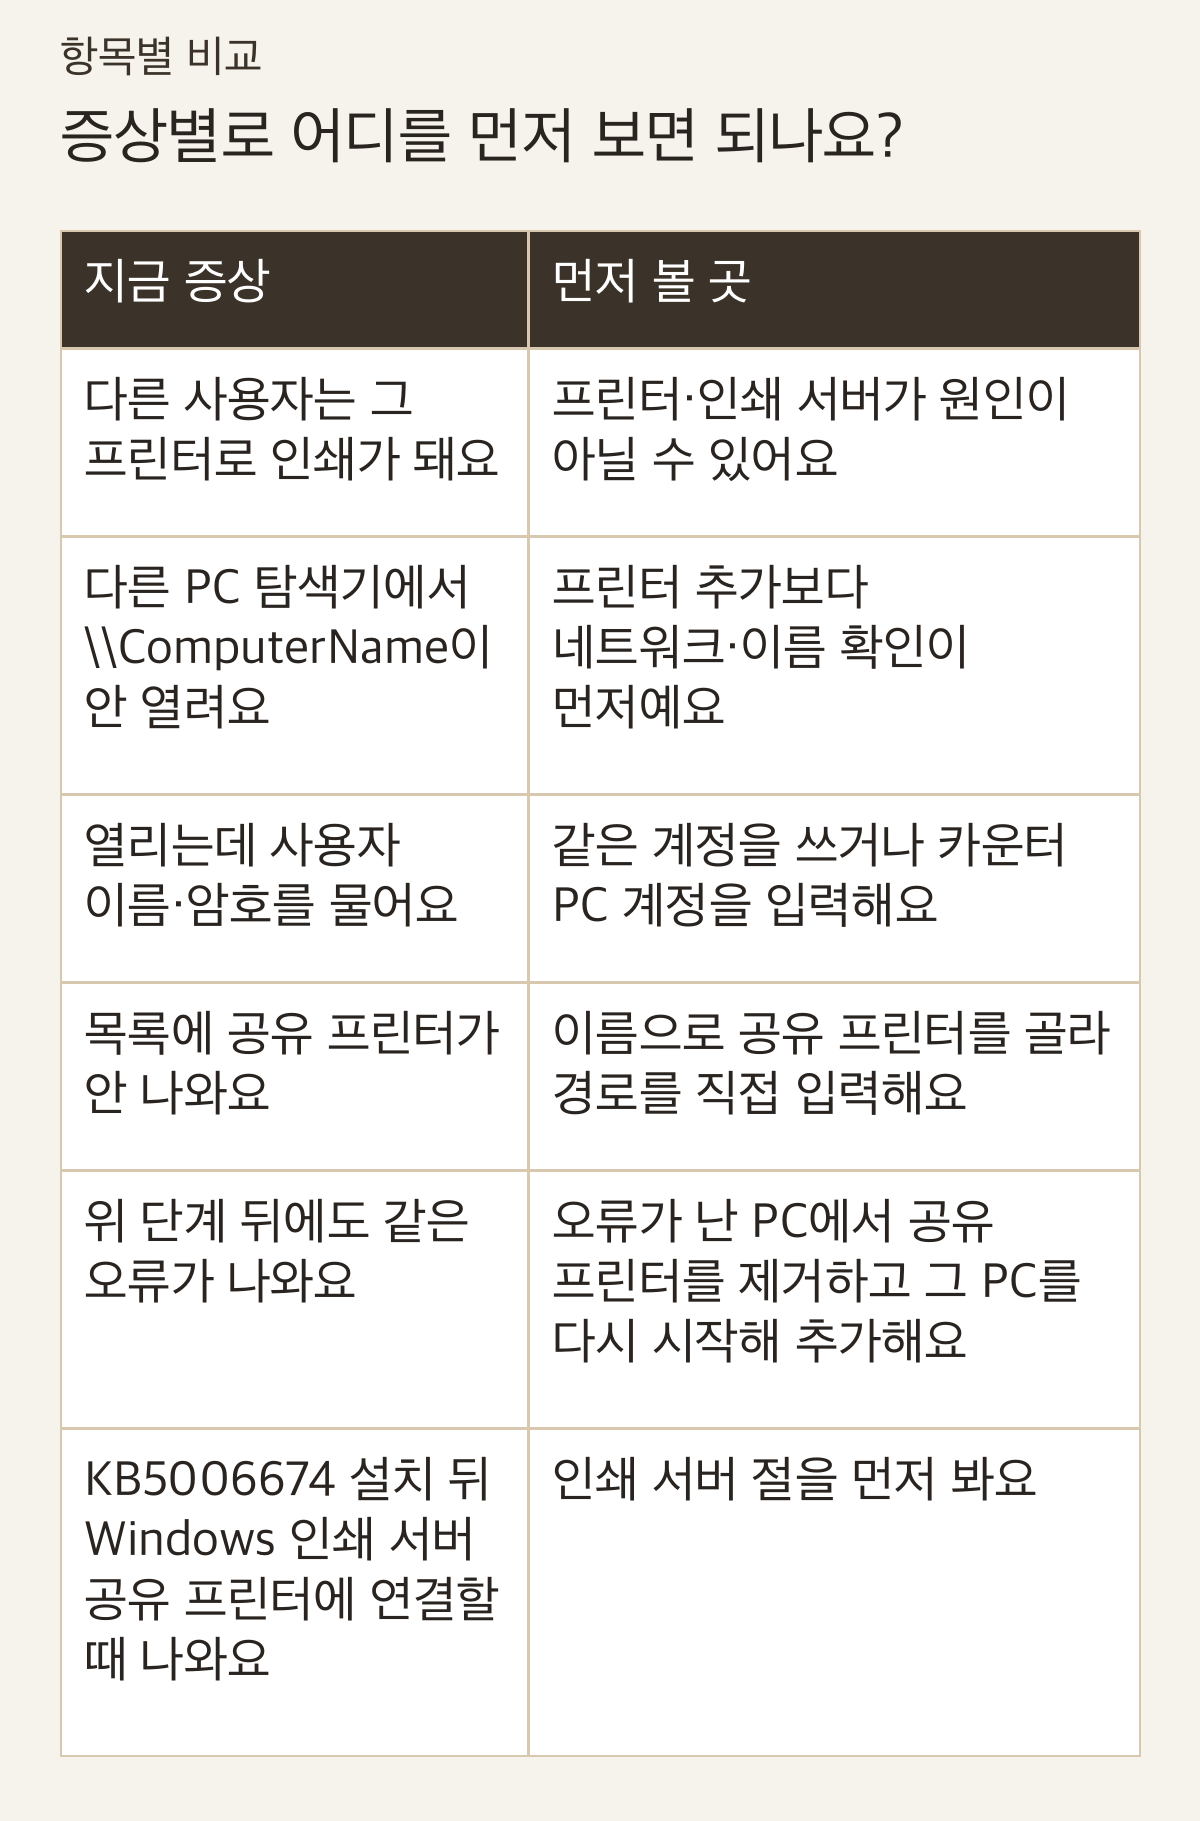 항목별 비교
증상별로 어디를 먼저 보면 되나요?
지금 증상
먼저 볼 곳
다른 사용자는 그
프린터로 인쇄가 돼요
프린터·인쇄 서버가 원인이
아닐 수 있어요
다른 PC 탐색기에서
\\ComputerName이
안 열려요
프린터 추가보다
네트워크·이름 확인이
먼저예요
열리는데 사용자
이름·암호를 물어요
같은 계정을 쓰거나 카운터
PC 계정을 입력해요
목록에 공유 프린터가
안 나와요
이름으로 공유 프린터를 골라
경로를 직접 입력해요
위 단계 뒤에도 같은
오류가 나와요
오류가 난 PC에서 공유
프린터를 제거하고 그 PC를
다시 시작해 추가해요
KB5006674 설치 뒤
Windows 인쇄 서버
공유 프린터에 연결할
때 나와요
인쇄 서버 절을 먼저 봐요